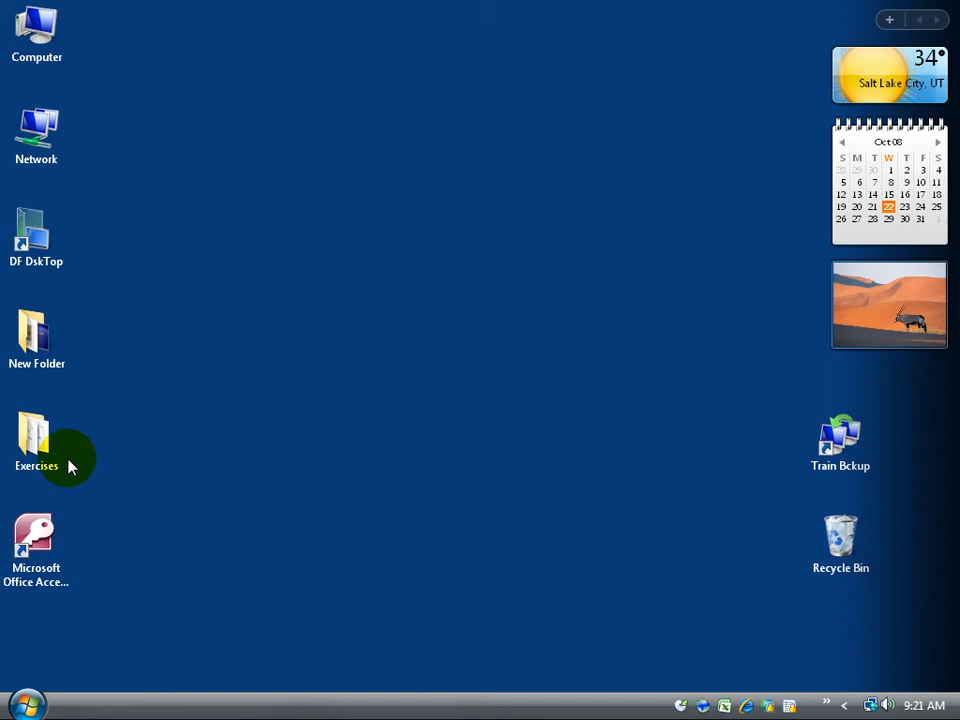 Computer
Network
DF DskTop
New Folder
Exercises
Microsoft
Office Acce...
34°
Salt Lake City, UT
Oct 08
S M T W T F S
28 29 30 1 2 3 4
5 6 7 8 9 10 11
12 13 14 15 16 17 18
19 20 21 22 23 24 25
26 27 28 29 30 31 1
Train Bckup
Recycle Bin
9:21 AM